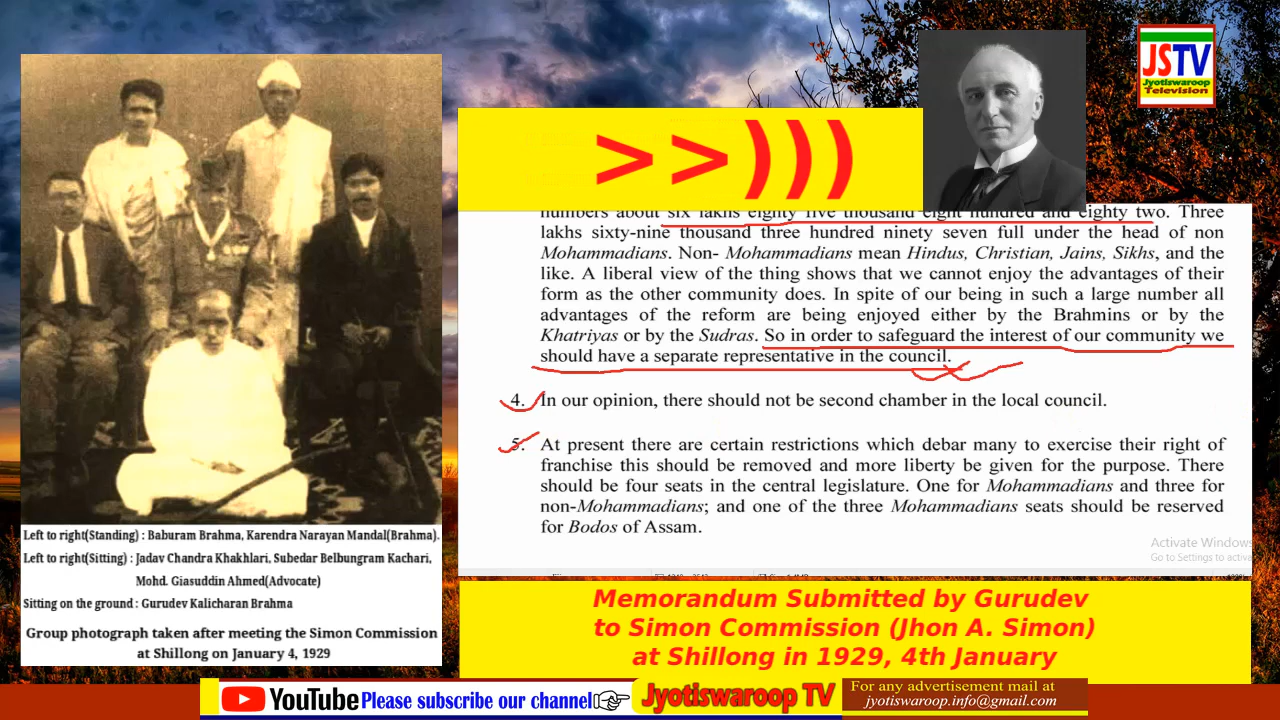 JSTV
Jyotiswaroop
Television
>>)))
numbers about six lakhs eighty five thousand eight hundred and eighty two. Three
lakhs sixty-nine thousand three hundred ninety seven full under the head of non
Mohammadians. Non- Mohammadians mean Hindus, Christian, Jains, Sikhs, and the
like. A liberal view of the thing shows that we cannot enjoy the advantages of their
form as the other community does. In spite of our being in such a large number all
advantages of the reform are being enjoyed either by the Brahmins or by the
Khatriyas or by the Sudras. So in order to safeguard the interest of our community we
should have a separate representative in the council.
4. In our opinion, there should not be second chamber in the local council.
5. At present there are certain restrictions which debar many to exercise their right of
franchise this should be removed and more liberty be given for the purpose. There
should be four seats in the central legislature. One for Mohammadians and three for
non-Mohammadians; and one of the three Mohammadians seats should be reserved
for Bodos of Assam.
Activate Windows
Go to Settings to activa
Left to right(Standing) : Baburam Brahma, Karendra Narayan Mandal(Brahma).
Left to right(Sitting) : Jadav Chandra Khakhlari, Subedar Belbungram Kachari,
Mohd. Giasuddin Ahmed(Advocate)
Sitting on the ground : Gurudev Kalicharan Brahma
Group photograph taken after meeting the Simon Commission
at Shillong on January 4, 1929
Memorandum Submitted by Gurudev
to Simon Commission (Jhon A. Simon)
at Shillong in 1929, 4th January
YouTube Please subscribe our channel Jyotiswaroop TV
For any advertisement mail at
jyotiswaroop.info@gmail.com